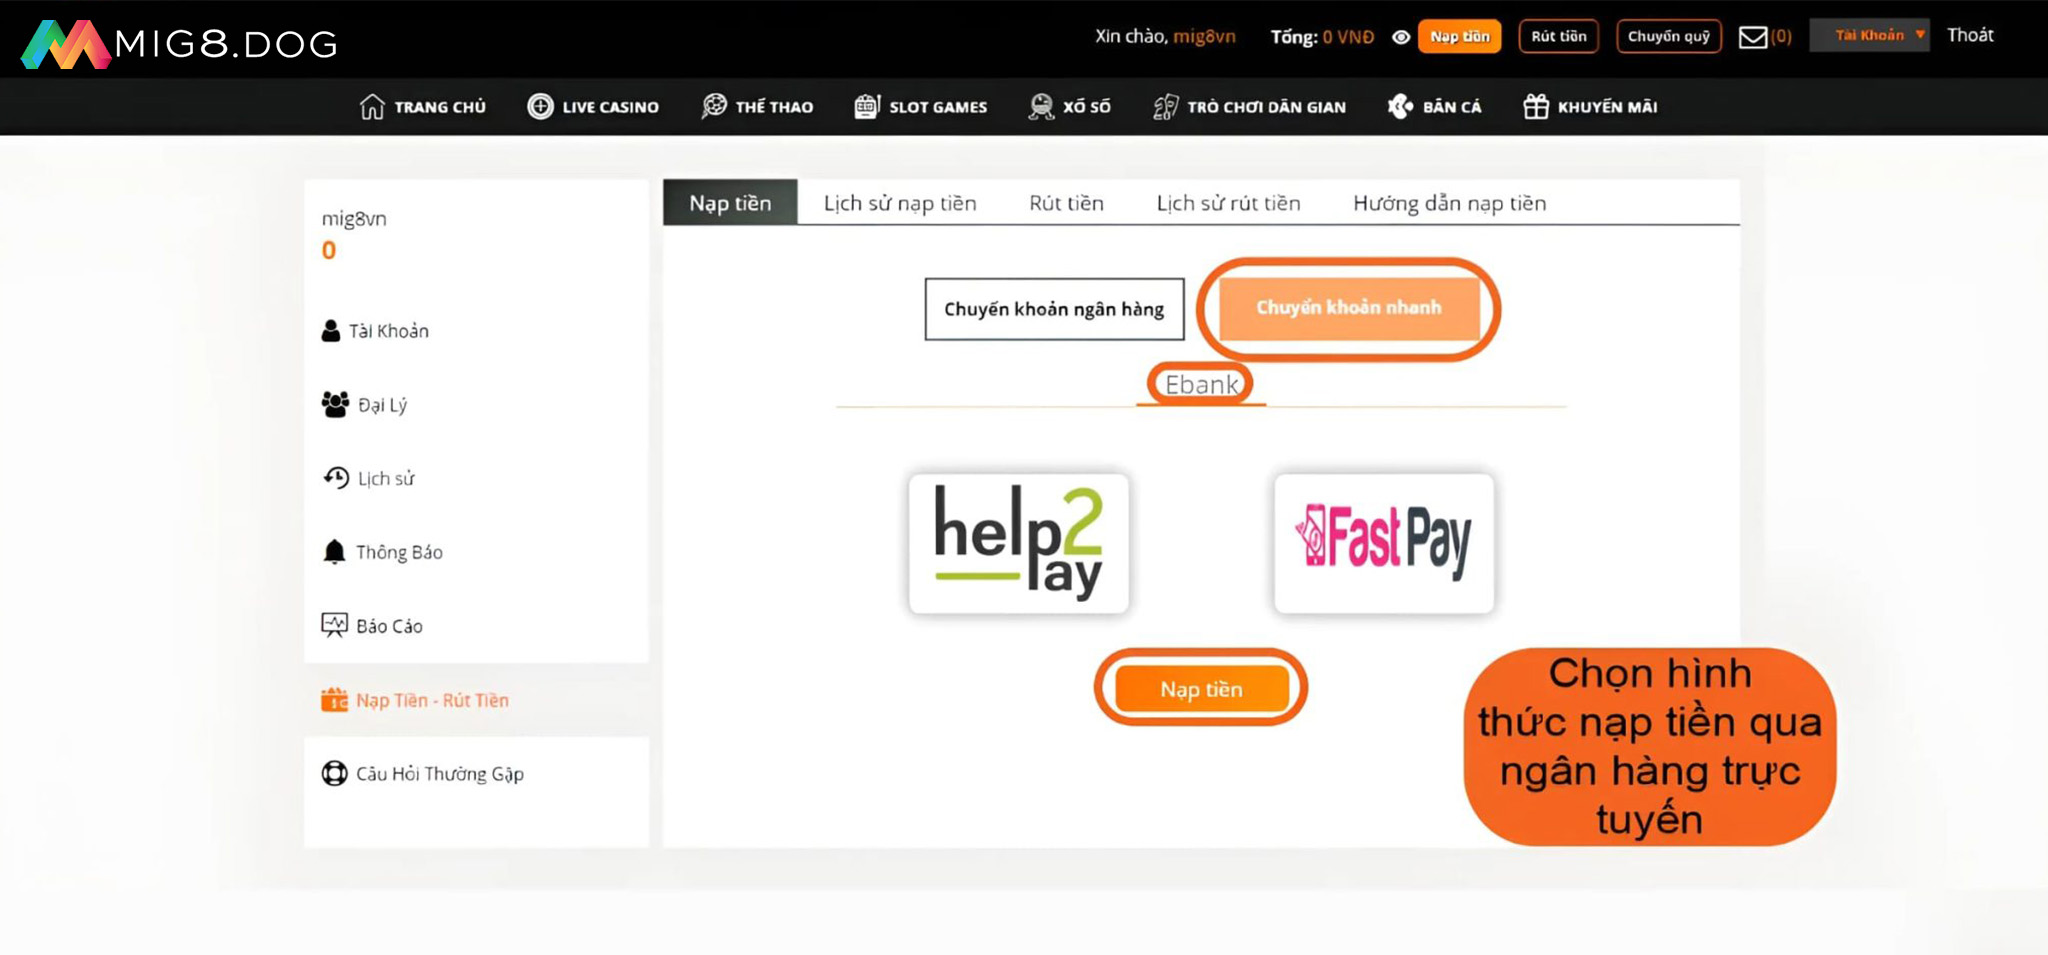 MIG8.DOG
Xin chào, mig8vn Tổng: 0 VNĐ Nạp tiền Rút tiền Chuyển quỹ (0) Tài Khoản Thoát
TRANG CHỦ LIVE CASINO THỂ THAO SLOT GAMES XỔ SỐ TRÒ CHƠI DÂN GIAN BẮN CÁ KHUYẾN MÃI
mig8vn
0
Tài Khoản
Đại Lý
Lịch sử
Thông Báo
Báo Cáo
Nạp Tiền - Rút Tiền
Câu Hỏi Thường Gặp
Nạp tiền Lịch sử nạp tiền Rút tiền Lịch sử rút tiền Hướng dẫn nạp tiền
Chuyển khoản ngân hàng Chuyển khoản nhanh
Ebank
help2
Pay
FastPay
Nạp tiền
Chọn hình
thức nạp tiền qua
ngân hàng trực
tuyến